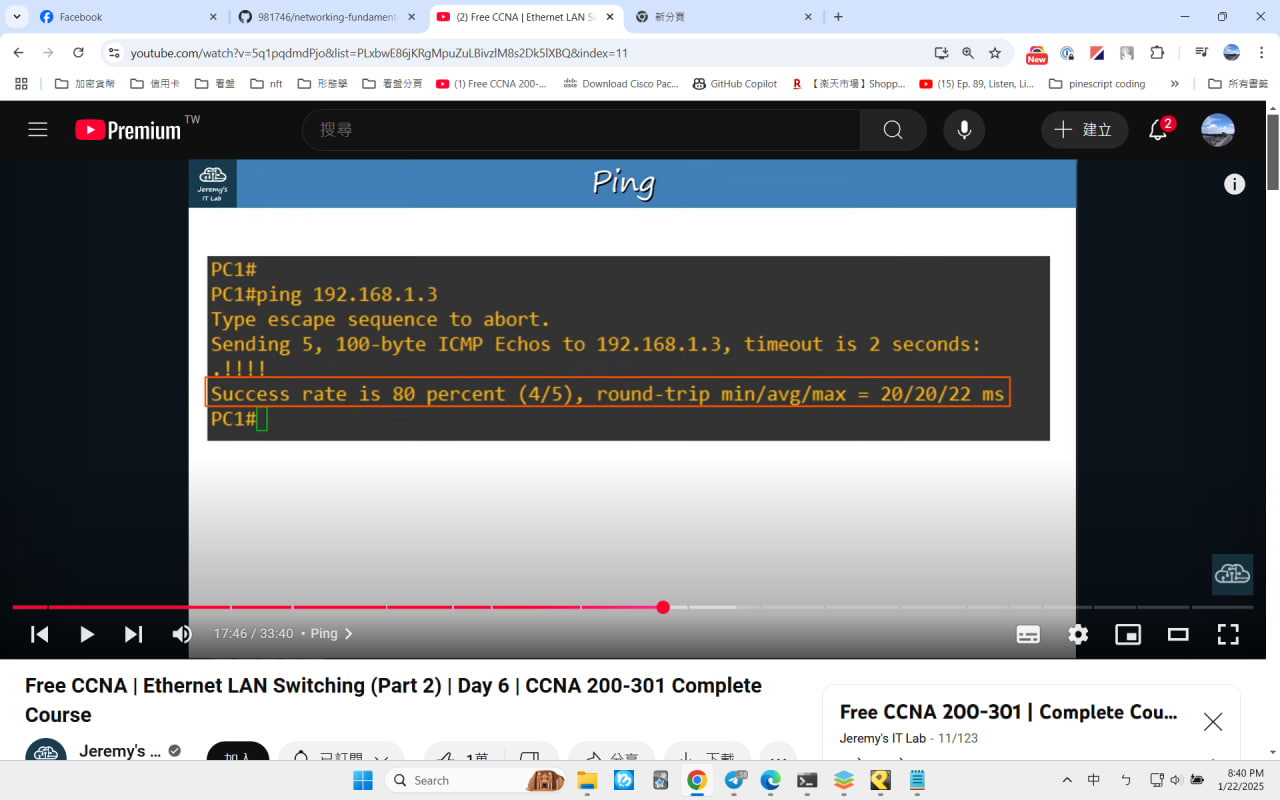 Facebook
981746/networking-fundament
(2) Free CCNA | Ethernet LAN S
新分頁
youtube.com/watch?v=5q1pqdmdPjo&list=PLxbwE86jKRgMpuZuLBivzlM8s2Dk5lXBQ&index=11
New
加密貨幣
信用卡
看盤
nft
形態學
看盤分頁
(1) Free CCNA 200-...
Download Cisco Pac...
GitHub Copilot
【楽天市場】Shopp...
(15) Ep. 89, Listen, Li...
pinescript coding
所有書籤
Premium TW
搜尋
建立
2
Jeremy's
IT Lab
Ping
PC1#
PC1#ping 192.168.1.3
Type escape sequence to abort.
Sending 5, 100-byte ICMP Echos to 192.168.1.3, timeout is 2 seconds:
.!!!!
Success rate is 80 percent (4/5), round-trip min/avg/max = 20/20/22 ms
PC1#
17:46 / 33:40 • Ping
Free CCNA | Ethernet LAN Switching (Part 2) | Day 6 | CCNA 200-301 Complete
Course
Free CCNA 200-301 | Complete Cou...
Jeremy's IT Lab - 11/123
Jeremy's ...
加入
已訂閱
1萬
分享
下載
Search
中
8:40 PM
1/22/2025